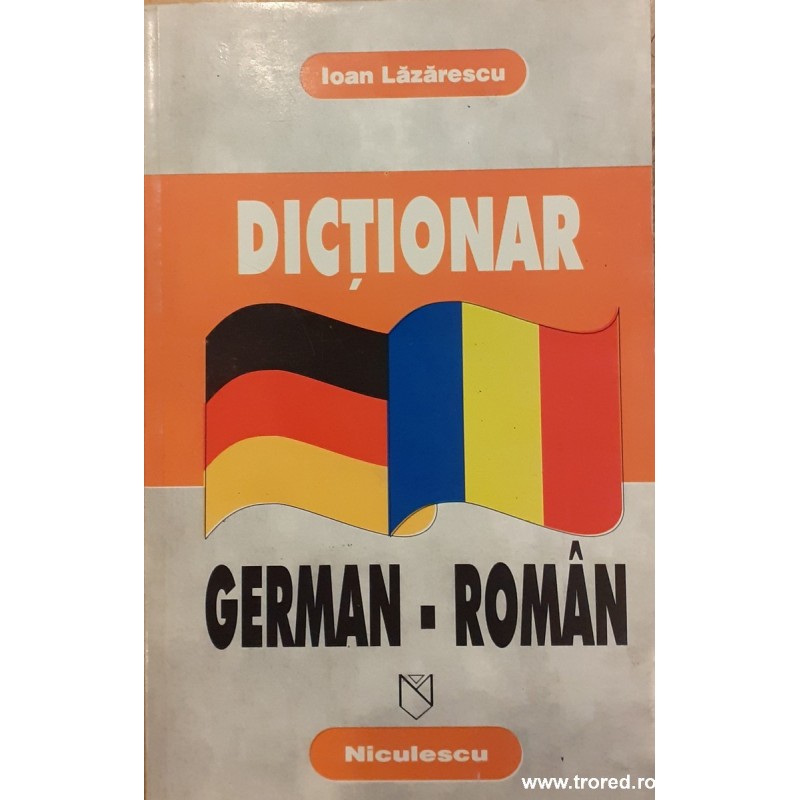 Ioan Lăzărescu
DICȚIONAR
GERMAN - ROMÂN
Niculescu
www.trored.ro